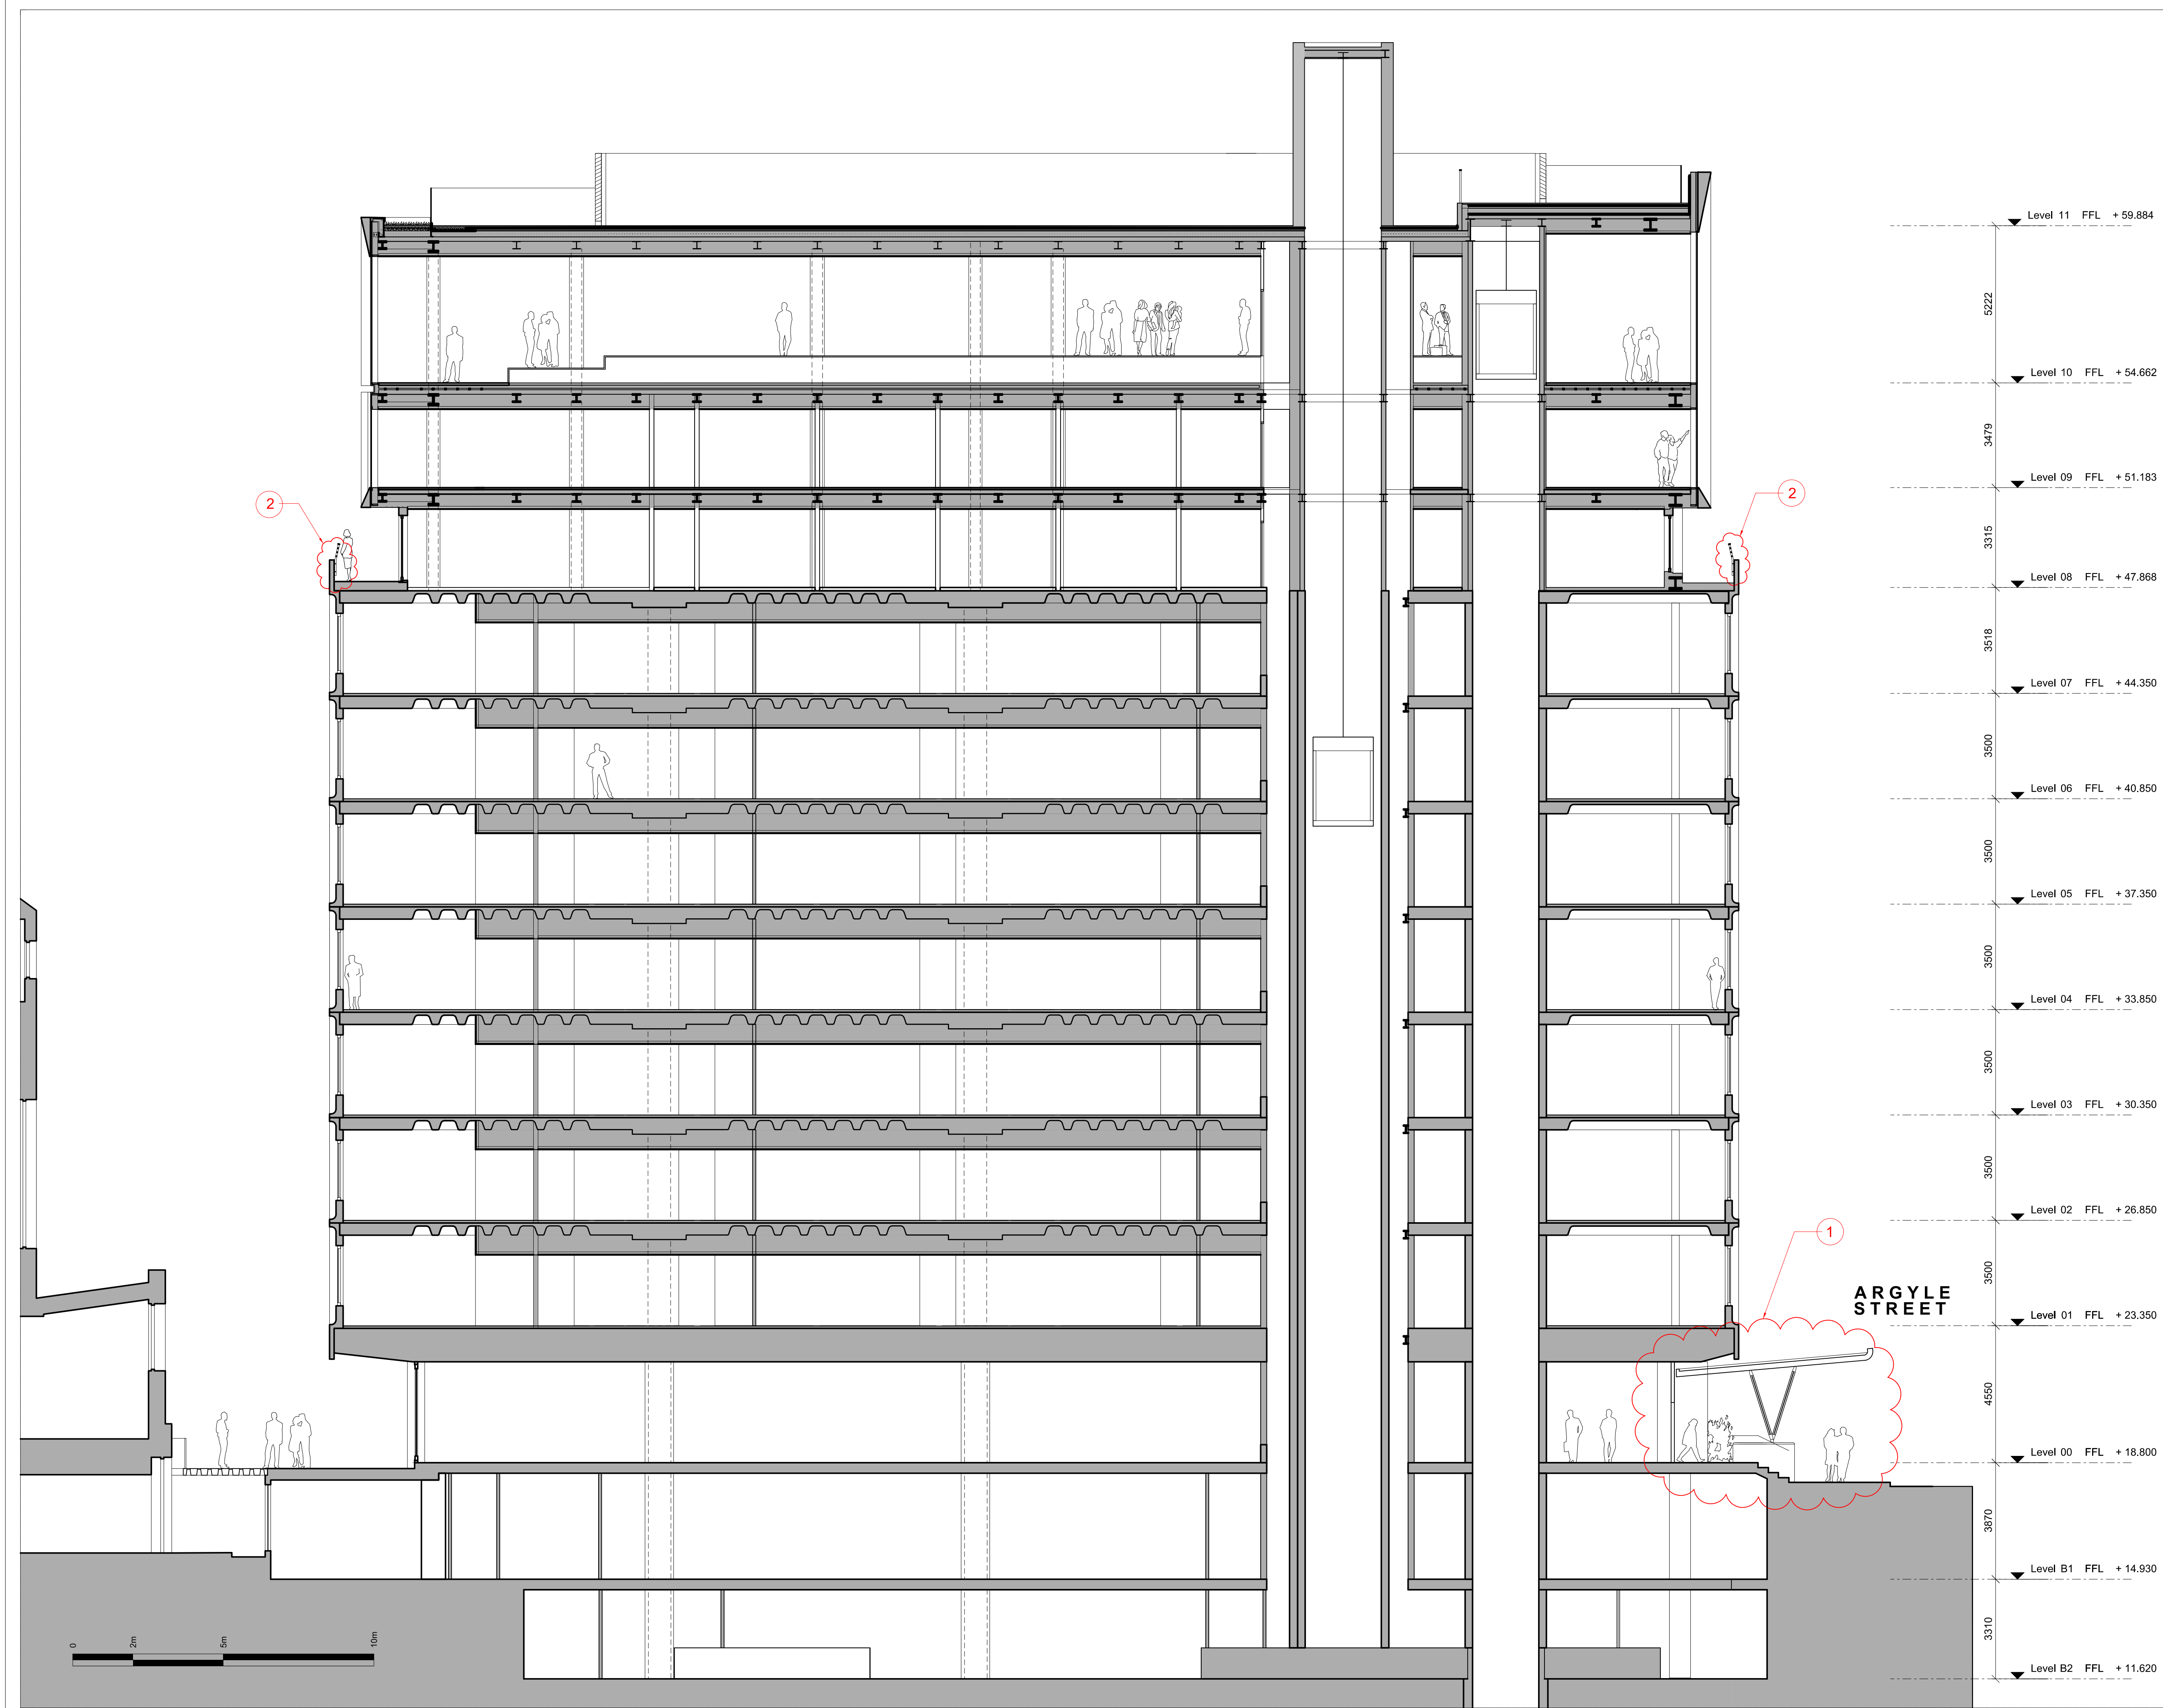 Level 11 FFL + 59.884
5222
Level 10 FFL + 54.662
3479
Level 09 FFL + 51.183
2
2
3315
Level 08 FFL + 47.868
3518
Level 07 FFL + 44.350
3500
Level 06 FFL + 40.850
3500
Level 05 FFL + 37.350
3500
Level 04 FFL + 33.850
3500
Level 03 FFL + 30.350
3500
Level 02 FFL + 26.850
1
3500
ARGYLE
STREET
Level 01 FFL + 23.350
4550
Level 00 FFL + 18.800
3870
Level B1 FFL + 14.930
3310
0 2m 5m 10m
Level B2 FFL + 11.620